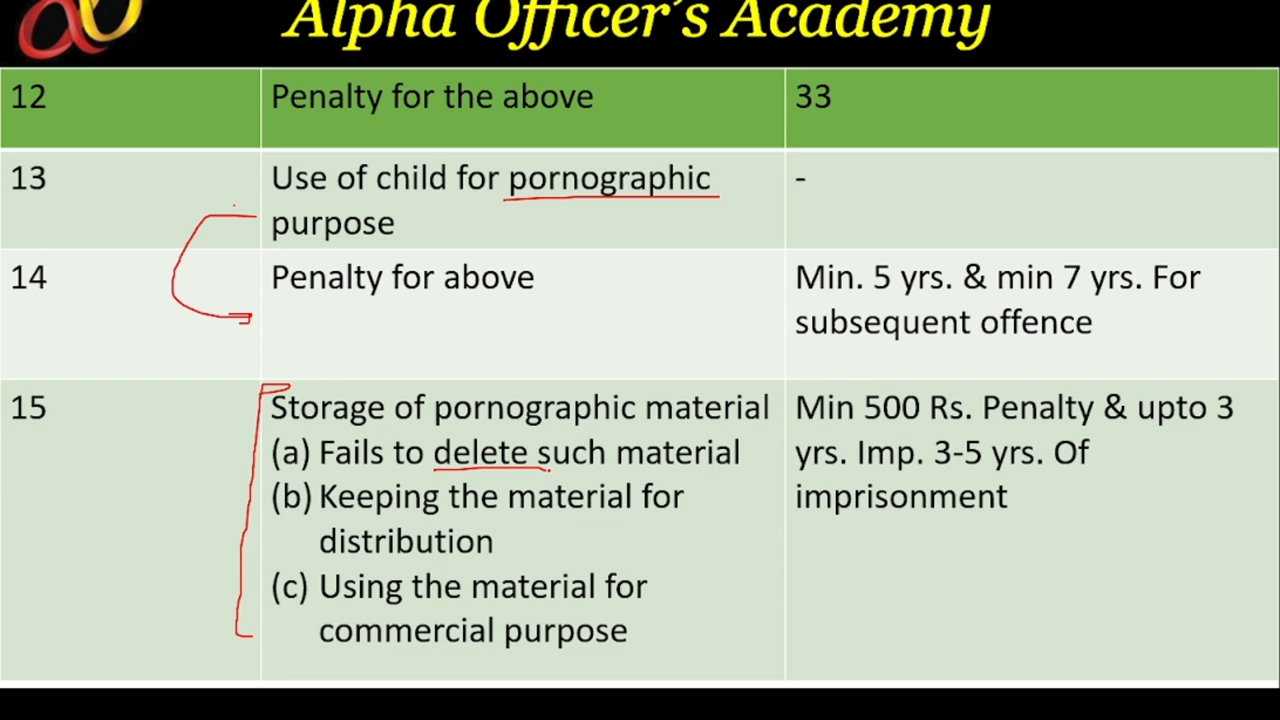 Alpha Officer's Academy
12 Penalty for the above 33
13 Use of child for pornographic -
purpose
14 Penalty for above Min. 5 yrs. & min 7 yrs. For
subsequent offence
15 Storage of pornographic material Min 500 Rs. Penalty & upto 3
(a) Fails to delete such material yrs. Imp. 3-5 yrs. Of
(b) Keeping the material for imprisonment
distribution
(c) Using the material for
commercial purpose